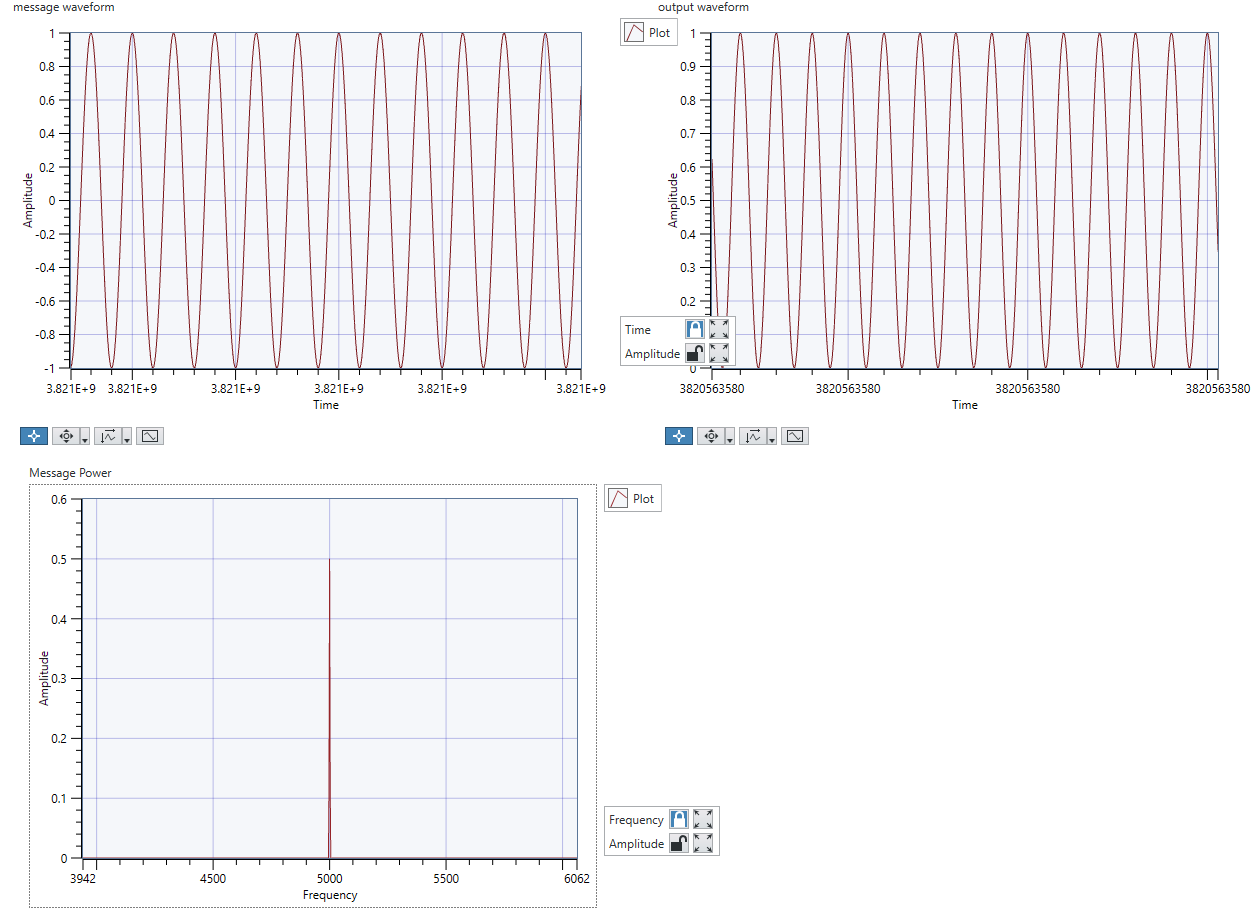 message waveform
1
0.8
0.6
0.4
0.2
0
-0.2
-0.4
-0.6
-0.8
-1
Amplitude
3.821E+9 3.821E+9 3.821E+9 3.821E+9 3.821E+9 3.821E+9
Time
output waveform
Plot
1
0.9
0.8
0.7
0.6
0.5
0.4
0.3
0.2
0
Amplitude
Time
Amplitude
3820563580 3820563580 3820563580 3820563580
Time
Message Power
Plot
0.6
0.5
0.4
0.3
0.2
0.1
0
Amplitude
3942 4500 5000 5500 6062
Frequency
Frequency
Amplitude